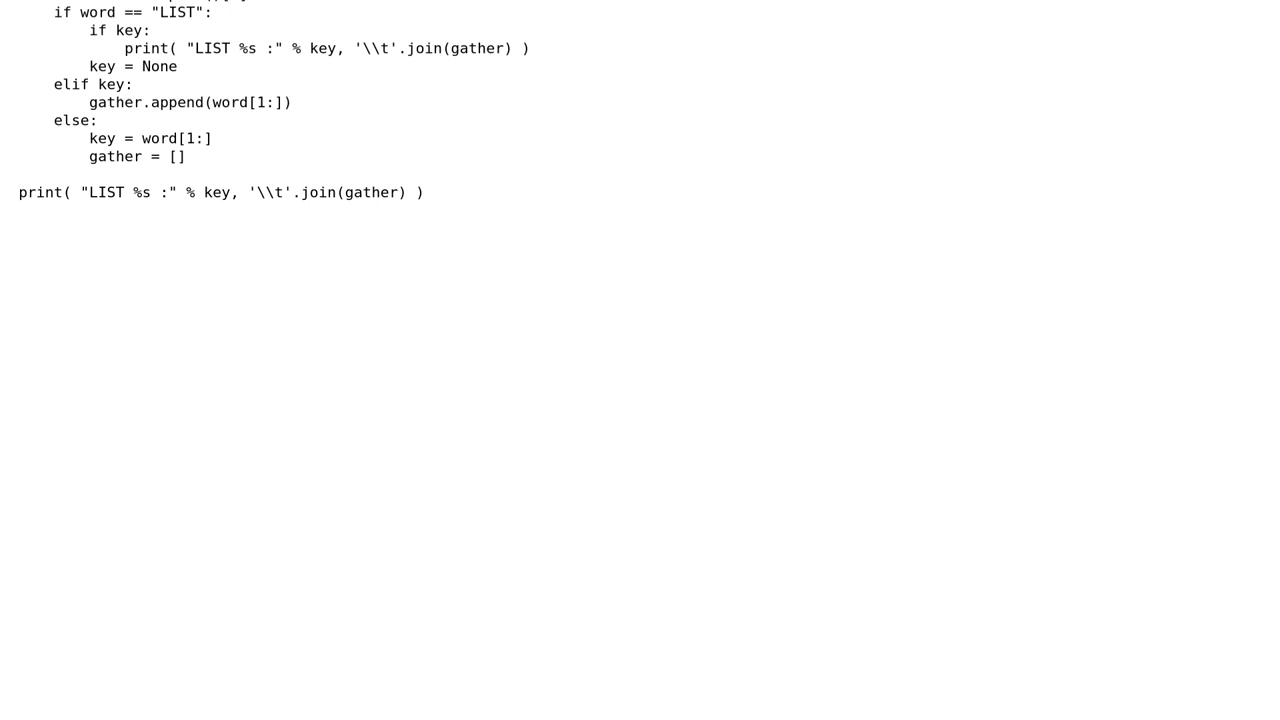 if word == "LIST":
        if key:
            print( "LIST %s :" % key, '\\t'.join(gather) )
        key = None
    elif key:
        gather.append(word[1:])
    else:
        key = word[1:]
        gather = []

print( "LIST %s :" % key, '\\t'.join(gather) )